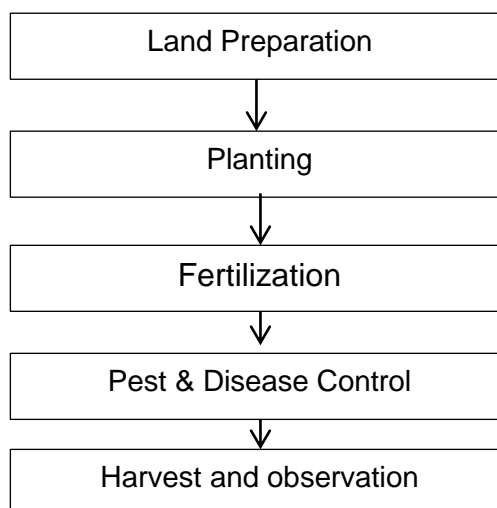 Land Preparation
Planting
Fertilization
Pest & Disease Control
Harvest and observation